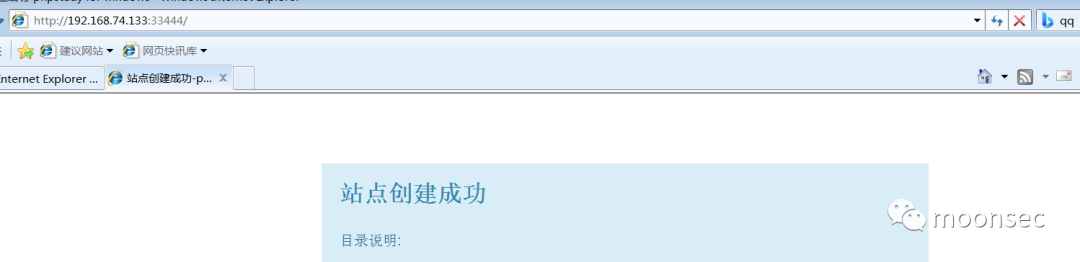 http://192.168.74.133:33444/
qq
建议网站
网页快讯库
Internet Explorer ...
站点创建成功-p...
站点创建成功
目录说明:
moonsec